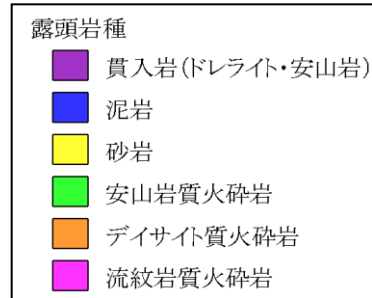 露頭岩種
貫入岩(ドレライト・安山岩)
泥岩
砂岩
安山岩質火砕岩
デイサイト質火砕岩
流紋岩質火砕岩